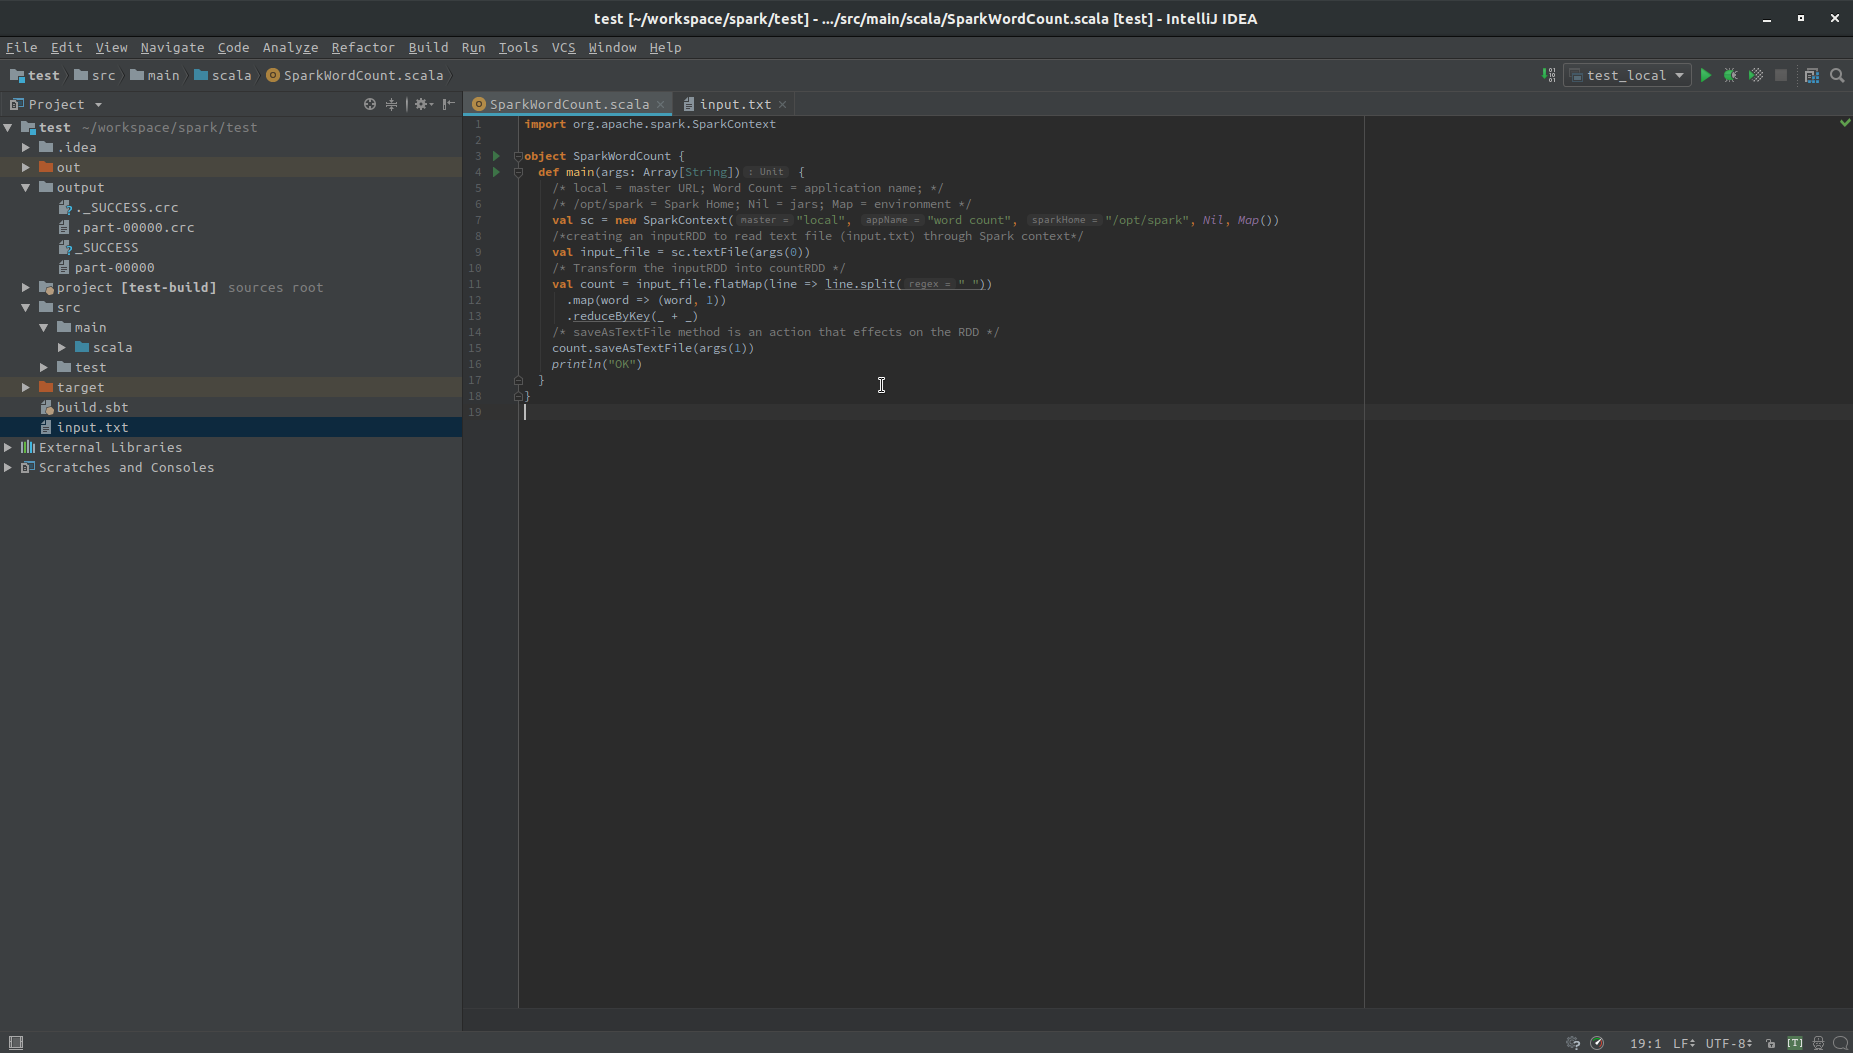 test [~/workspace/spark/test] - .../src/main/scala/SparkWordCount.scala [test] - IntelliJ IDEA
File Edit View Navigate Code Analyze Refactor Build Run Tools VCS Window Help
test src main scala SparkWordCount.scala test_local
Project
SparkWordCount.scala input.txt
test ~/workspace/spark/test
.idea
out
output
._SUCCESS.crc
.part-00000.crc
_SUCCESS
part-00000
project [test-build] sources root
src
main
scala
test
target
build.sbt
input.txt
External Libraries
Scratches and Consoles
1 import org.apache.spark.SparkContext
2
3 object SparkWordCount {
4 def main(args: Array[String]) : Unit {
5 /* local = master URL; Word Count = application name; */
6 /* /opt/spark = Spark Home; Nil = jars; Map = environment */
7 val sc = new SparkContext( master = "local", appName = "word count", sparkHome = "/opt/spark", Nil, Map())
8 /*creating an inputRDD to read text file (input.txt) through Spark context*/
9 val input_file = sc.textFile(args(0))
10 /* Transform the inputRDD into countRDD */
11 val count = input_file.flatMap(line => line.split( regex = " "))
12 .map(word => (word, 1))
13 .reduceByKey(_ + _)
14 /* saveAsTextFile method is an action that effects on the RDD */
15 count.saveAsTextFile(args(1))
16 println("OK")
17 }
18 }
19
19:1 LF UTF-8 [T]